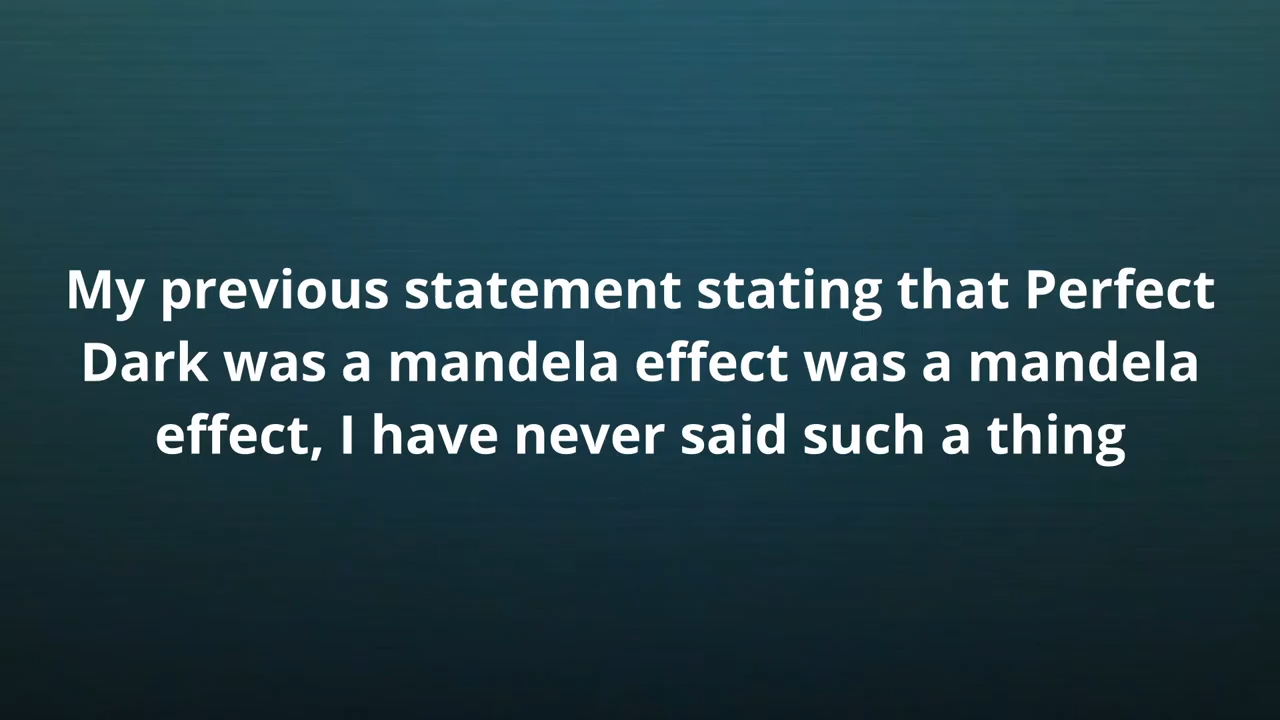 My previous statement stating that Perfect
Dark was a mandela effect was a mandela
effect, I have never said such a thing